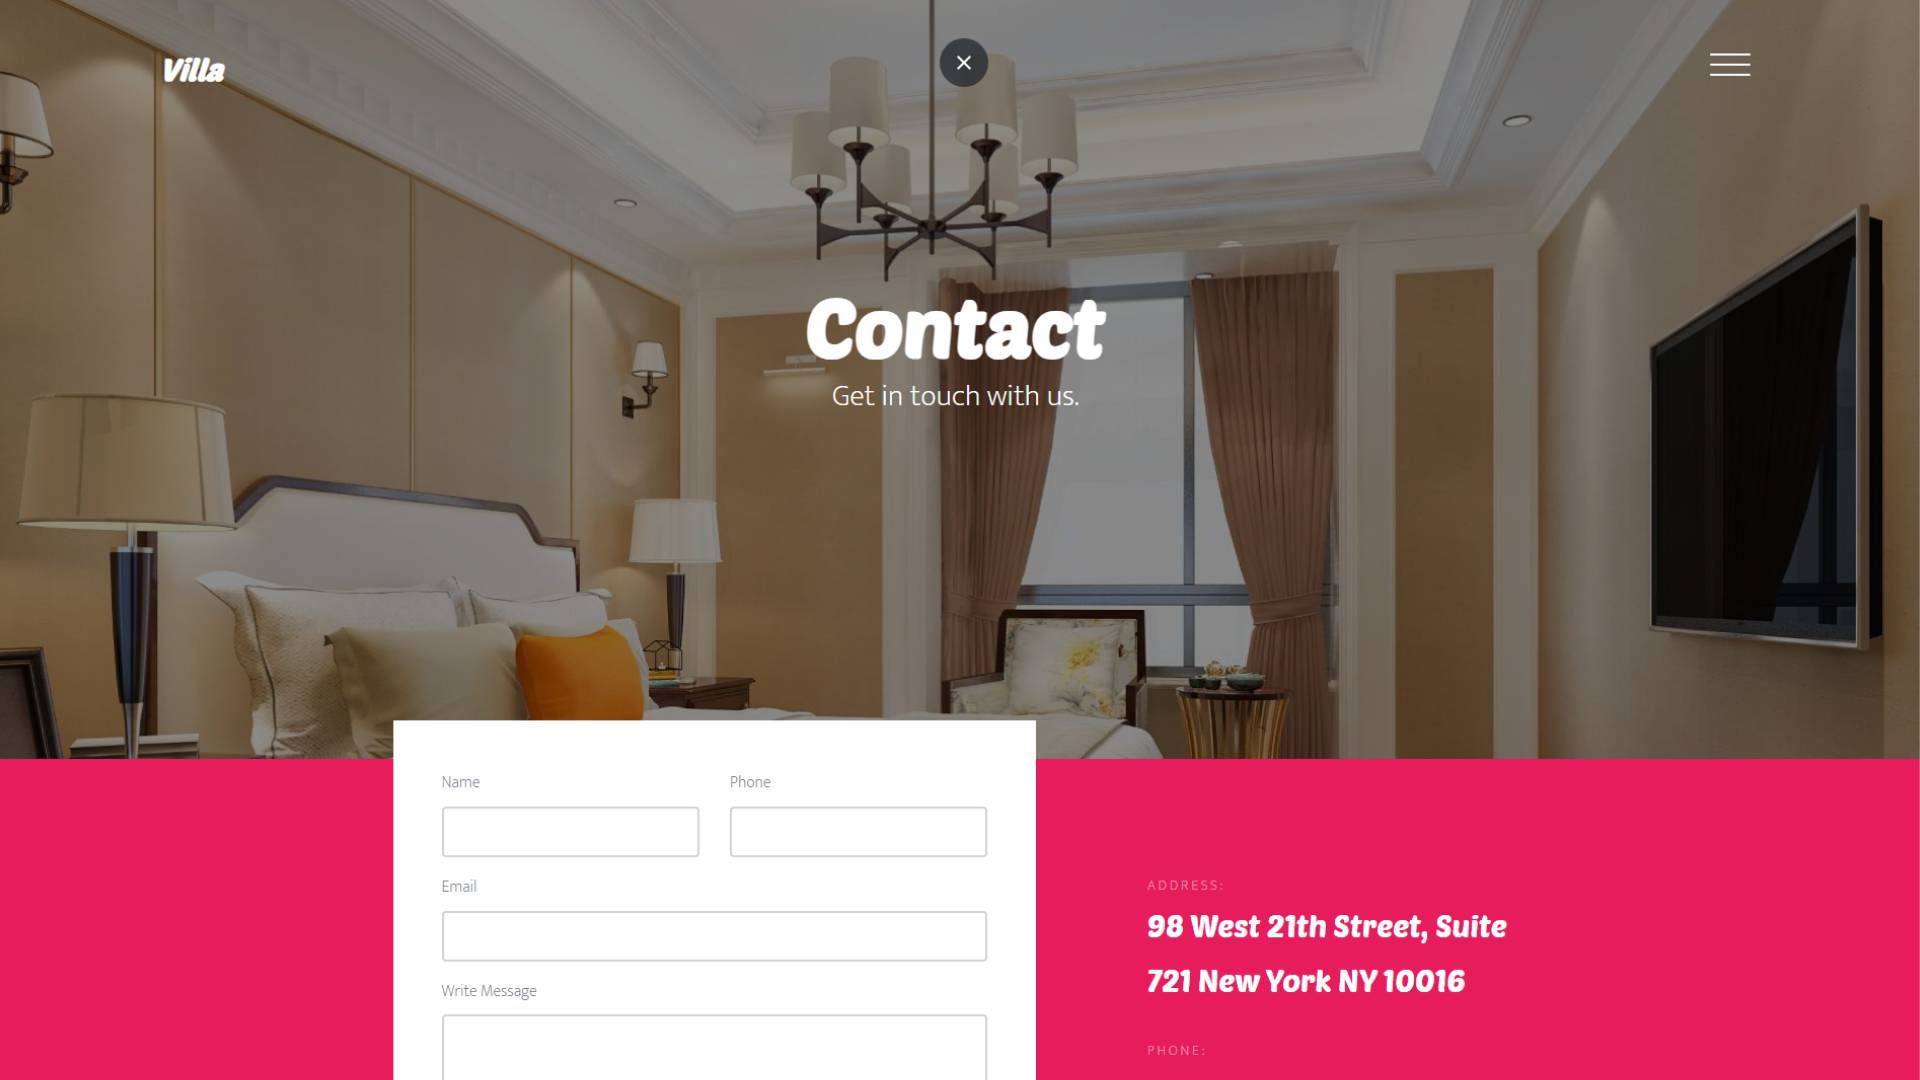 Villa
Contact
Get in touch with us.
Name
Phone
Email
Write Message
ADDRESS:
98 West 21th Street, Suite
721 New York NY 10016
PHONE: